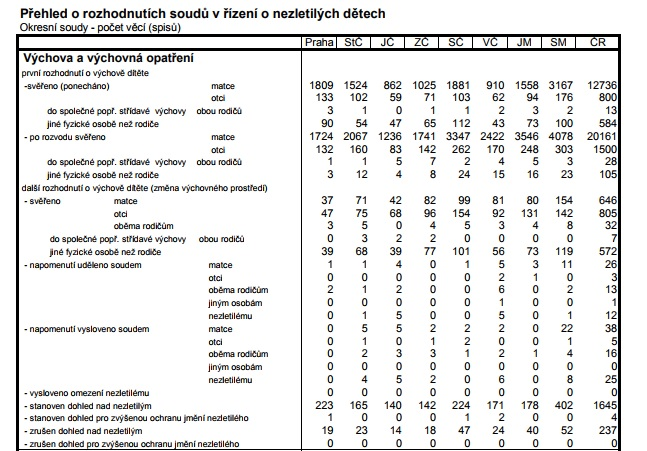 Přehled o rozhodnutích soudů v řízení o nezletilých dětech
Okresní soudy - počet věcí (spisů)
Praha StČ JČ ZČ SČ VČ JM SM ČR
Výchova a výchovná opatření
první rozhodnutí o výchově dítěte
-svěřeno (ponecháno) matce 1809 1524 862 1025 1881 910 1558 3167 12736
otci 133 102 59 71 103 62 94 176 800
do společné popř. střídavé výchovy obou rodičů 3 1 0 1 1 2 3 2 13
jiné fyzické osobě než rodiče 90 54 47 65 112 43 73 100 584
- po rozvodu svěřeno matce 1724 2067 1236 1741 3347 2422 3546 4078 20161
otci 132 160 83 142 262 170 248 303 1500
do společné popř. střídavé výchovy obou rodičů 1 1 5 7 2 4 5 3 28
jiné fyzické osobě než rodiče 3 12 4 8 24 15 16 23 105
další rozhodnutí o výchově dítěte (změna výchovného prostředí)
- svěřeno matce 37 71 42 82 99 81 80 154 646
otci 47 75 68 96 154 92 131 142 805
oběma rodičům 3 5 0 4 5 3 4 8 32
do společné popř. střídavé výchovy obou rodičů 0 3 2 2 0 0 0 0 7
jiné fyzické osobě než rodiče 39 68 39 77 101 56 73 119 572
- napomenutí uděleno soudem matce 1 1 4 0 1 5 3 11 26
otci 0 0 0 0 0 2 1 0 3
oběma rodičům 2 1 2 0 0 6 0 2 13
jiným osobám 0 0 0 0 0 1 0 0 1
nezletilému 0 1 5 0 0 5 0 1 12
- napomenutí vysloveno soudem matce 0 5 5 2 2 2 0 22 38
otci 0 1 0 1 2 0 0 1 5
oběma rodičům 0 2 3 3 1 2 1 4 16
jiným osobám 0 0 0 0 0 0 0 0 0
nezletilému 0 4 5 2 0 6 0 8 25
- vysloveno omezení nezletilému 0 0 0 0 0 0 0 0 0
- stanoven dohled nad nezletilým 223 165 140 142 224 171 178 402 1645
- stanoven dohled pro zvýšenou ochranu jmění nezletilého 1 0 0 0 1 2 0 0 4
- zrušen dohled nad nezletilým 19 23 14 18 47 24 40 52 237
- zrušen dohled pro zvýšenou ochranu jmění nezletilého 0 0 0 0 0 0 0 0 0